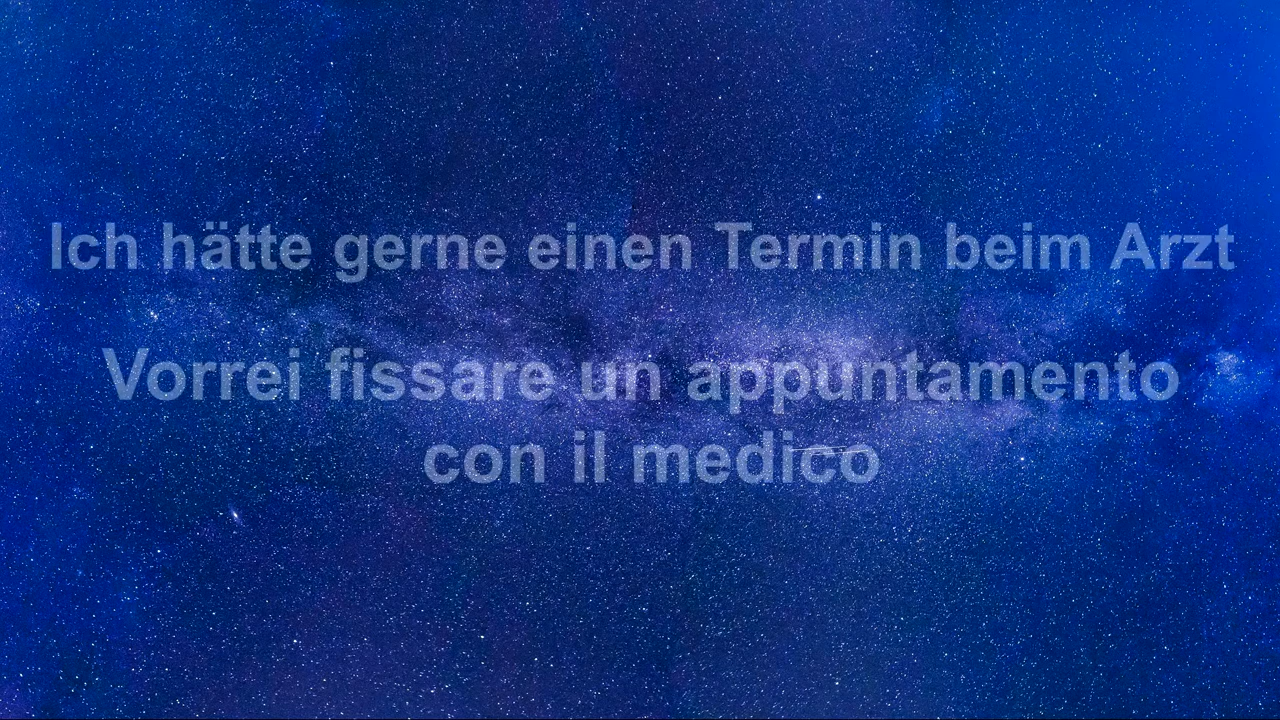 Ich hätte gerne einen Termin beim Arzt
Vorrei fissare un appuntamento
con il medico